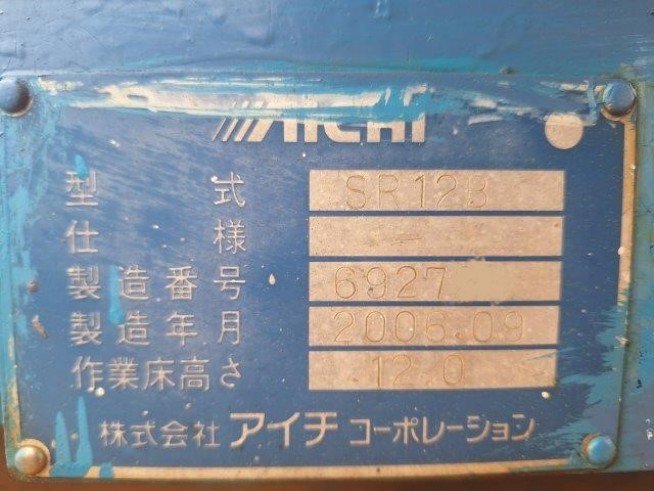 AICHI
型式 SR12B
仕様 -
製造番号 6927
製造年月 2006.09
作業床高さ 12.0
株式会社 アイチ コーポレーション